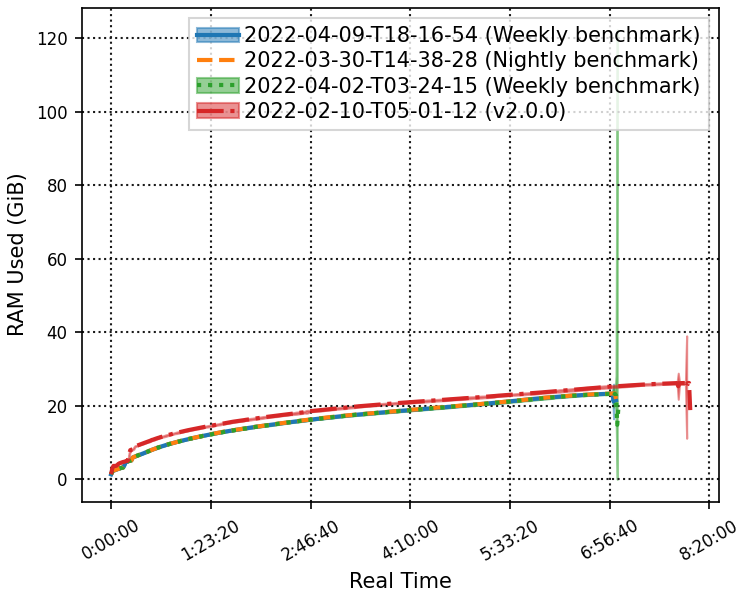 2022-04-09-T18-16-54 (Weekly benchmark)
2022-03-30-T14-38-28 (Nightly benchmark)
2022-04-02-T03-24-15 (Weekly benchmark)
2022-02-10-T05-01-12 (v2.0.0)
RAM Used (GiB)
120
100
80
60
40
20
0
0:00:00
1:23:20
2:46:40
4:10:00
5:33:20
6:56:40
8:20:00
Real Time